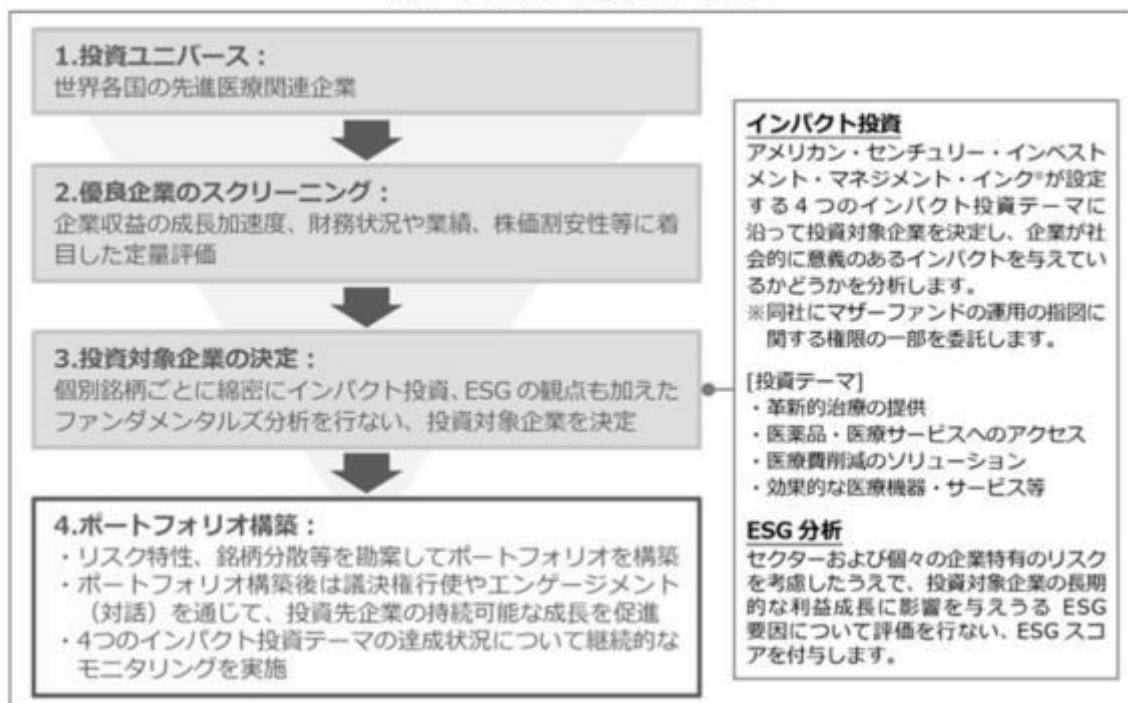 1.投資ユニバース：
世界各国の先進医療関連企業
2.優良企業のスクリーニング：
企業収益の成長加速度、財務状況や業績、株価割安性等に着
目した定量評価
3.投資対象企業の決定：
個別銘柄ごとに綿密にインパクト投資、ESG の観点も加えた
ファンダメンタルズ分析を行ない、投資対象企業を決定
4.ポートフォリオ構築：
・リスク特性、銘柄分散等を勘案してポートフォリオを構築
・ポートフォリオ構築後は議決権行使やエンゲージメント
（対話）を通じて、投資先企業の持続可能な成長を促進
・4つのインパクト投資テーマの達成状況について継続的な
モニタリングを実施
インパクト投資
アメリカン・センチュリー・インベスト
メント・マネジメント・インク※が設定
する４つのインパクト投資テーマに
沿って投資対象企業を決定し、企業が社
会的に意義のあるインパクトを与えてい
るかどうかを分析します。
※同社にマザーファンドの運用の指図に
関する権限の一部を委託します。
[投資テーマ]
・革新的治療の提供
・医薬品・医療サービスへのアクセス
・医療費削減のソリューション
・効果的な医療機器・サービス等
ESG 分析
セクターおよび個々の企業特有のリスク
を考慮したうえで、投資対象企業の長期
的な利益成長に影響を与えうる ESG
要因について評価を行ない、ESG スコ
アを付与します。